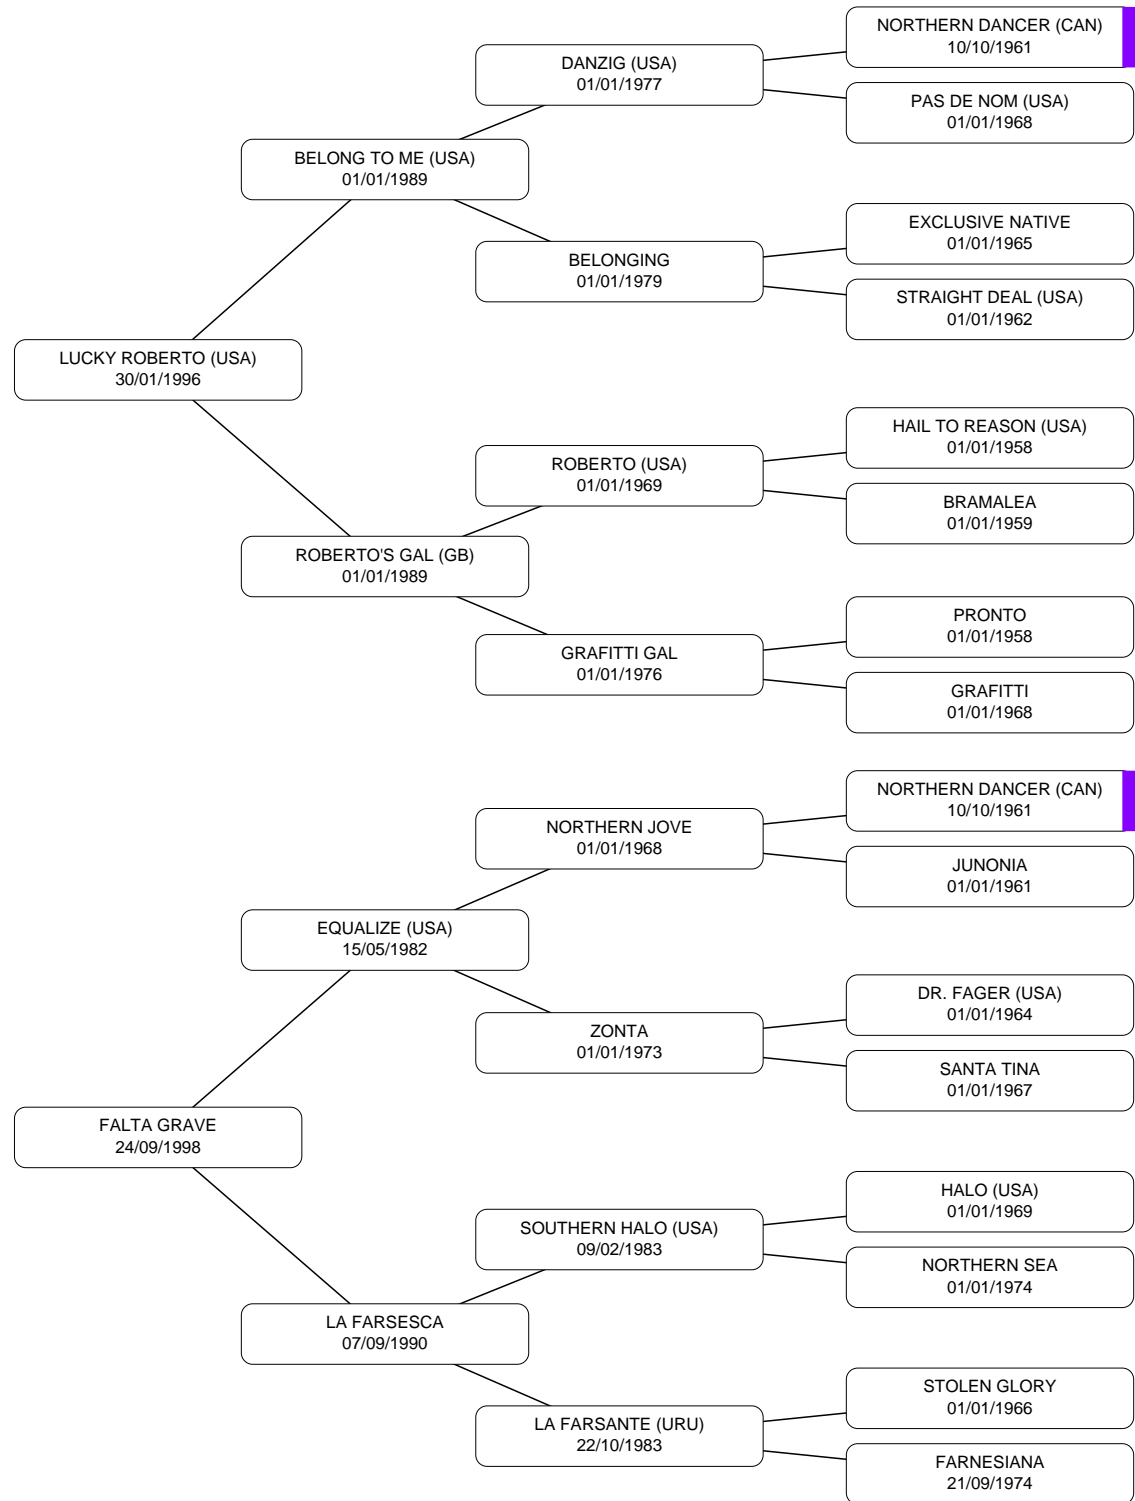 NORTHERN DANCER (CAN)
10/10/1961
DANZIG (USA)
01/01/1977
PAS DE NOM (USA)
01/01/1968
BELONG TO ME (USA)
01/01/1989
EXCLUSIVE NATIVE
01/01/1965
BELONGING
01/01/1979
STRAIGHT DEAL (USA)
01/01/1962
LUCKY ROBERTO (USA)
30/01/1996
HAIL TO REASON (USA)
01/01/1958
ROBERTO (USA)
01/01/1969
BRAMALEA
01/01/1959
ROBERTO'S GAL (GB)
01/01/1989
PRONTO
01/01/1958
GRAFITTI GAL
01/01/1976
GRAFITTI
01/01/1968
NORTHERN DANCER (CAN)
10/10/1961
NORTHERN JOVE
01/01/1968
JUNONIA
01/01/1961
EQUALIZE (USA)
15/05/1982
DR. FAGER (USA)
01/01/1964
ZONTA
01/01/1973
SANTA TINA
01/01/1967
FALTA GRAVE
24/09/1998
HALO (USA)
01/01/1969
SOUTHERN HALO (USA)
09/02/1983
NORTHERN SEA
01/01/1974
LA FARSESCA
07/09/1990
STOLEN GLORY
01/01/1966
LA FARSANTE (URU)
22/10/1983
FARNESIANA
21/09/1974